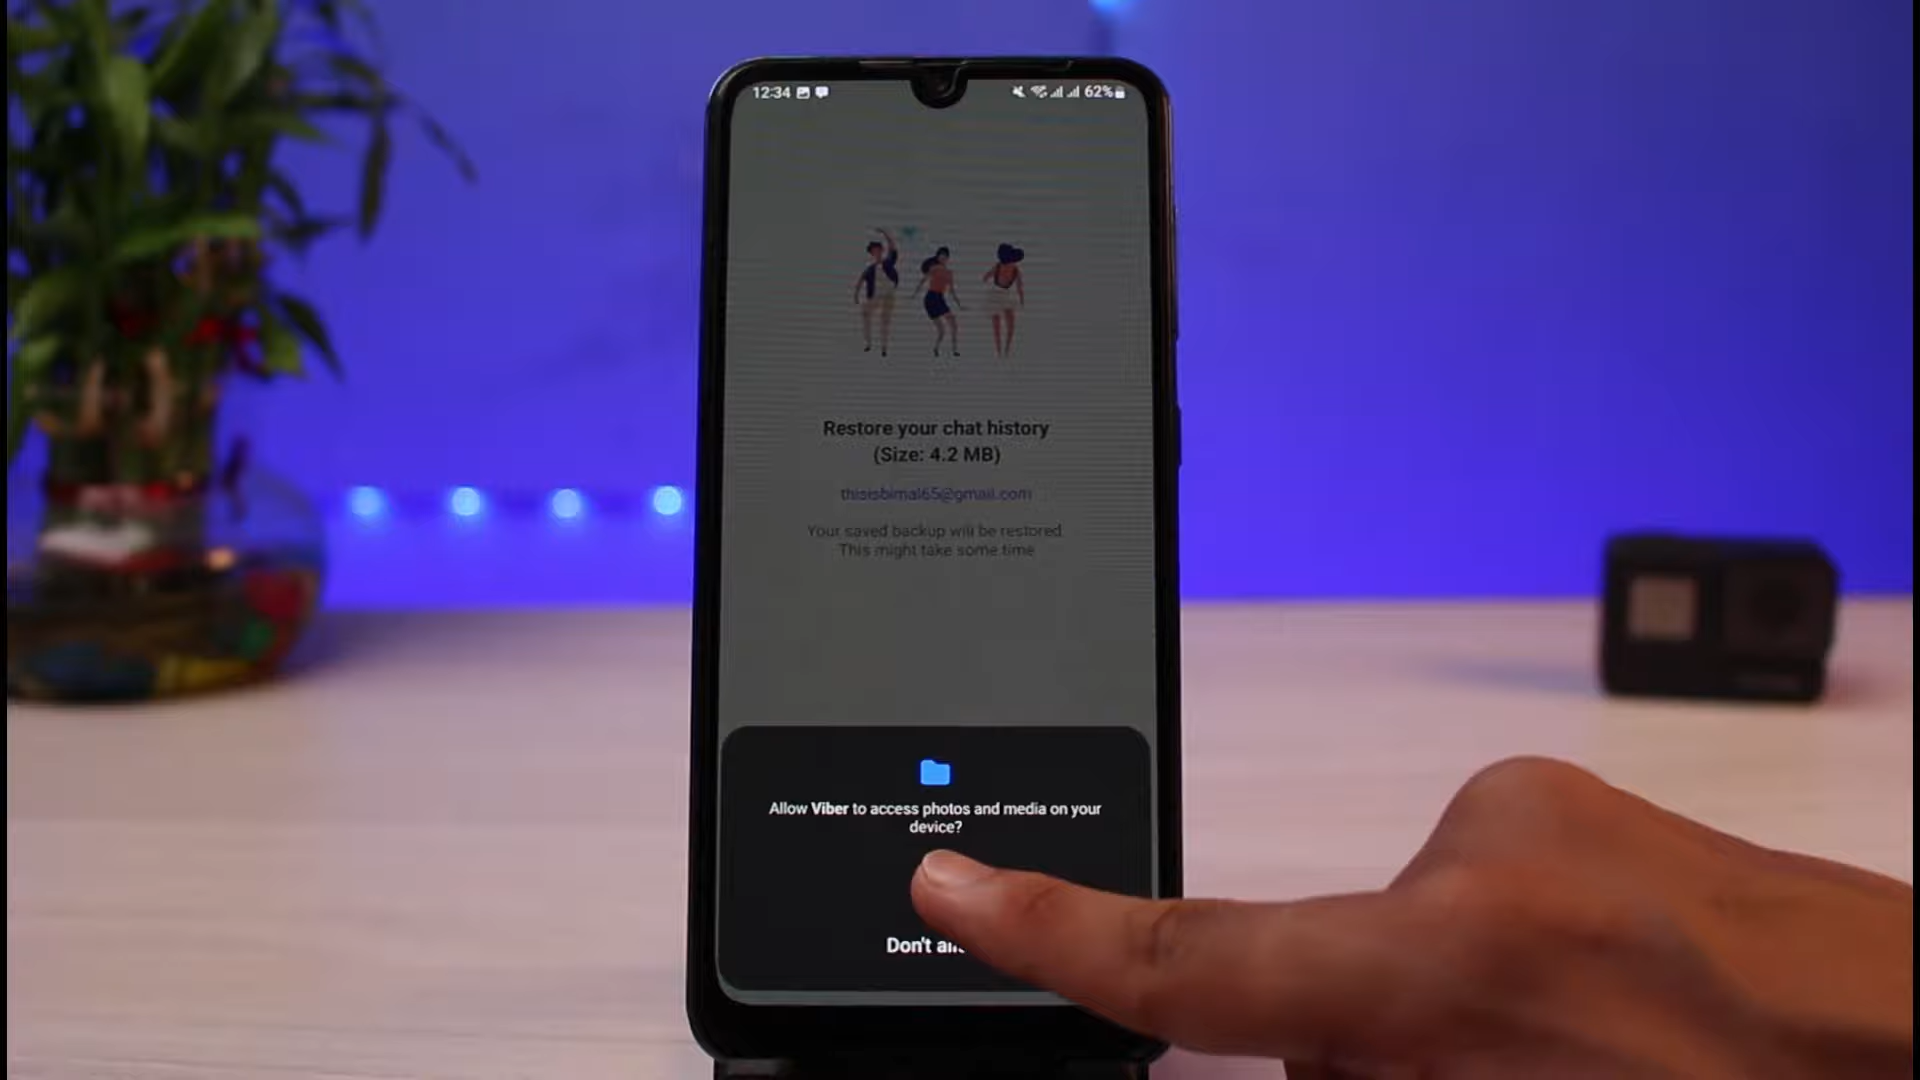 12:34
62%
Restore your chat history
(Size: 4.2 MB)
thisisbimal65@gmail.com
Your saved backup will be restored.
This might take some time
Allow Viber to access photos and media on your
device?
Don't